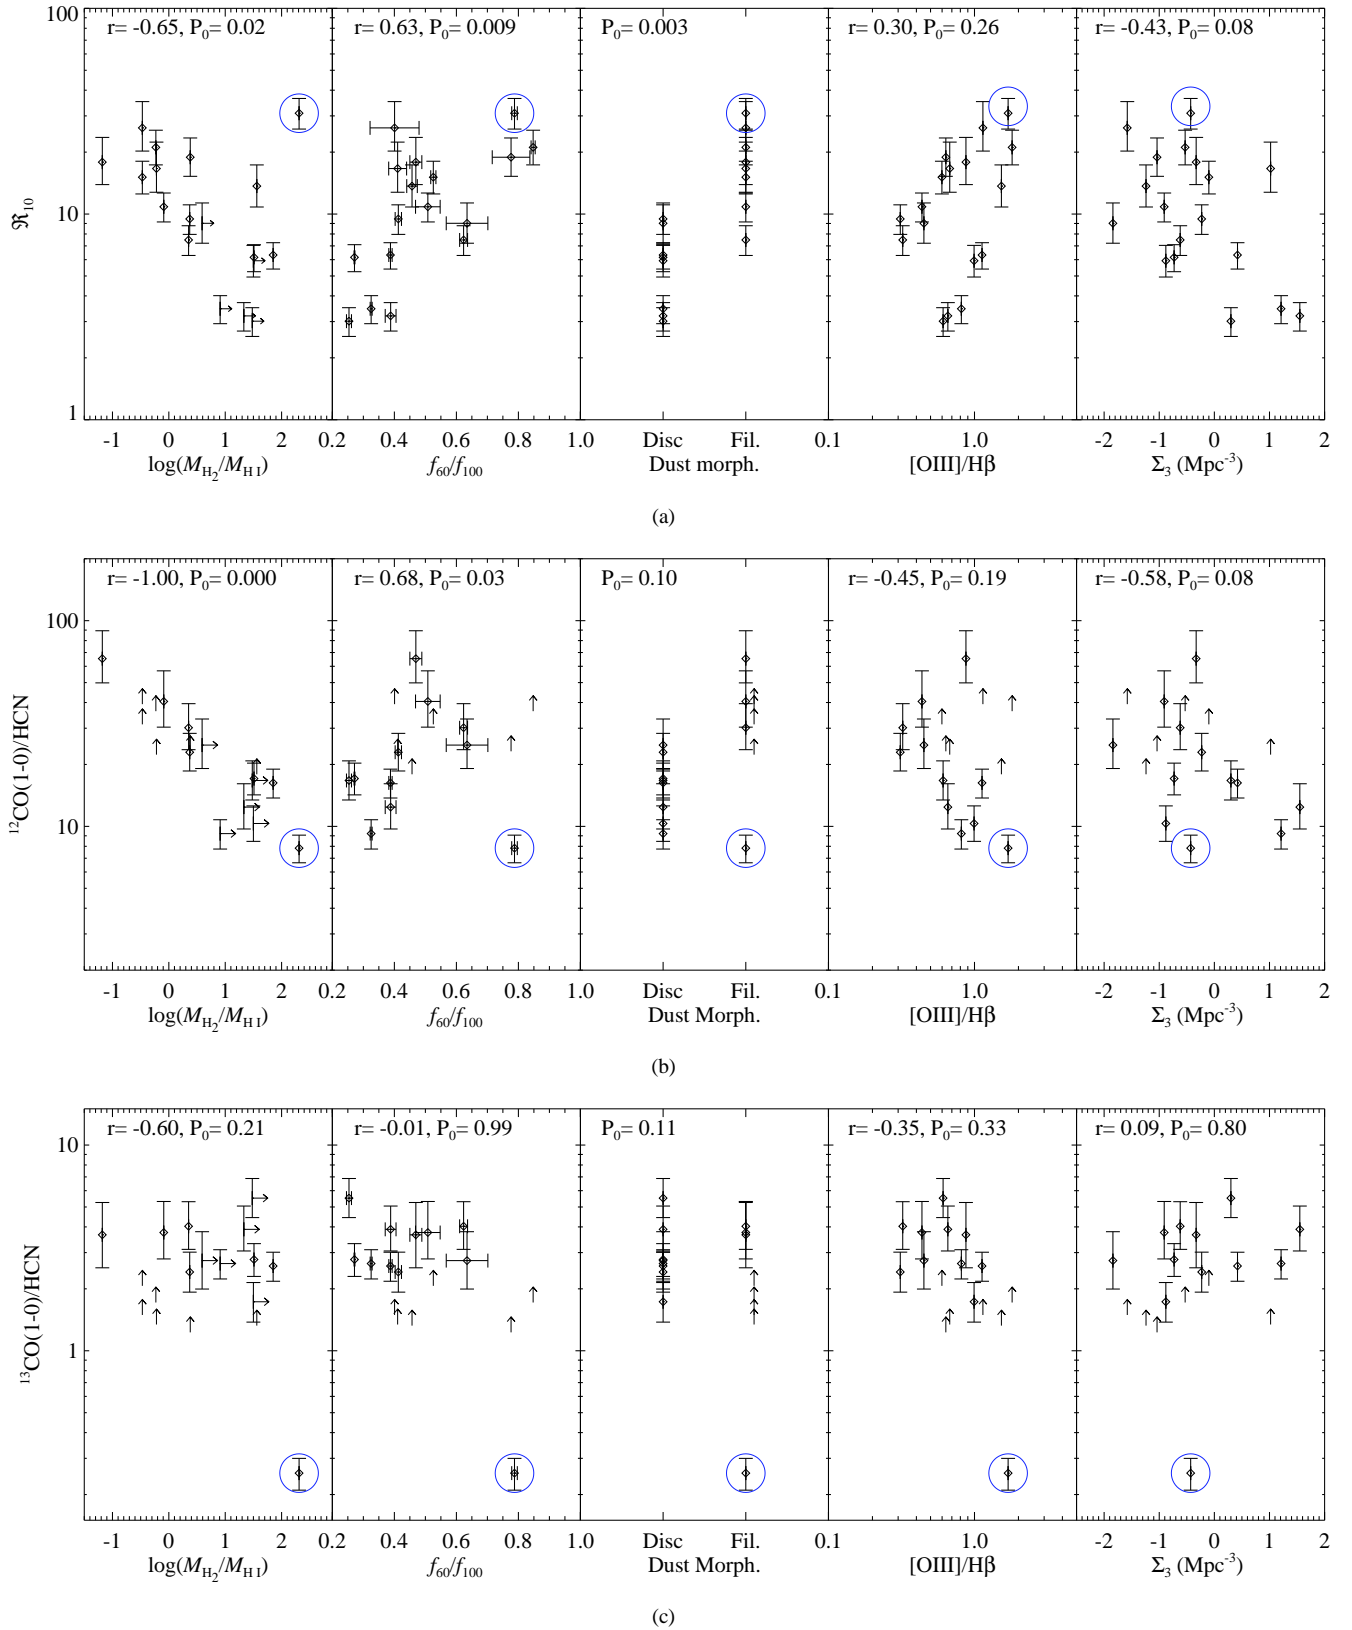 100
r= -0.65, P₀= 0.02
r= 0.63, P₀= 0.009
P₀= 0.003
r= 0.30, P₀= 0.26
r= -0.43, P₀= 0.08
ℜ₁₀
10
1
-1 0 1 2 0.2 0.4 0.6 0.8 1.0 Disc Fil. 0.1 1.0 -2 -1 0 1 2
log(M_H₂/M_H I) f₆₀/f₁₀₀ Dust morph. [OIII]/Hβ Σ₃ (Mpc⁻³)
(a)
r= -1.00, P₀= 0.000
r= 0.68, P₀= 0.03
P₀= 0.10
r= -0.45, P₀= 0.19
r= -0.58, P₀= 0.08
100
¹²CO(1-0)/HCN
10
-1 0 1 2 0.2 0.4 0.6 0.8 1.0 Disc Fil. 0.1 1.0 -2 -1 0 1 2
log(M_H₂/M_H I) f₆₀/f₁₀₀ Dust Morph. [OIII]/Hβ Σ₃ (Mpc⁻³)
(b)
r= -0.60, P₀= 0.21
r= -0.01, P₀= 0.99
P₀= 0.11
r= -0.35, P₀= 0.33
r= 0.09, P₀= 0.80
10
¹³CO(1-0)/HCN
1
-1 0 1 2 0.2 0.4 0.6 0.8 1.0 Disc Fil. 0.1 1.0 -2 -1 0 1 2
log(M_H₂/M_H I) f₆₀/f₁₀₀ Dust Morph. [OIII]/Hβ Σ₃ (Mpc⁻³)
(c)